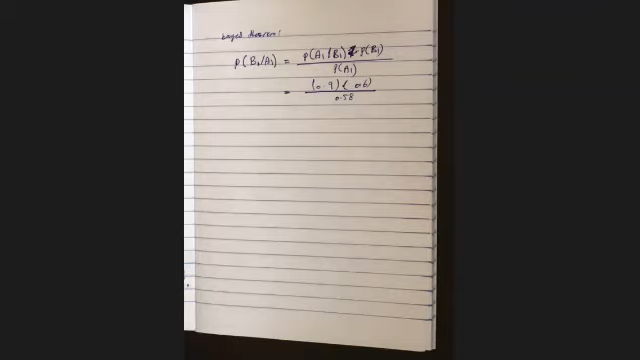 bayes theorem:
P(B₁/A₁) = P(A₁/B₁) P(B₁)
P(A₁)
= (0.9)(0.6)
0.58